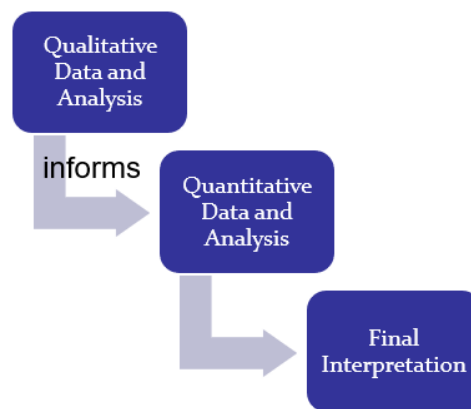 Qualitative
Data and
Analysis
informs
Quantitative
Data and
Analysis
Final
Interpretation